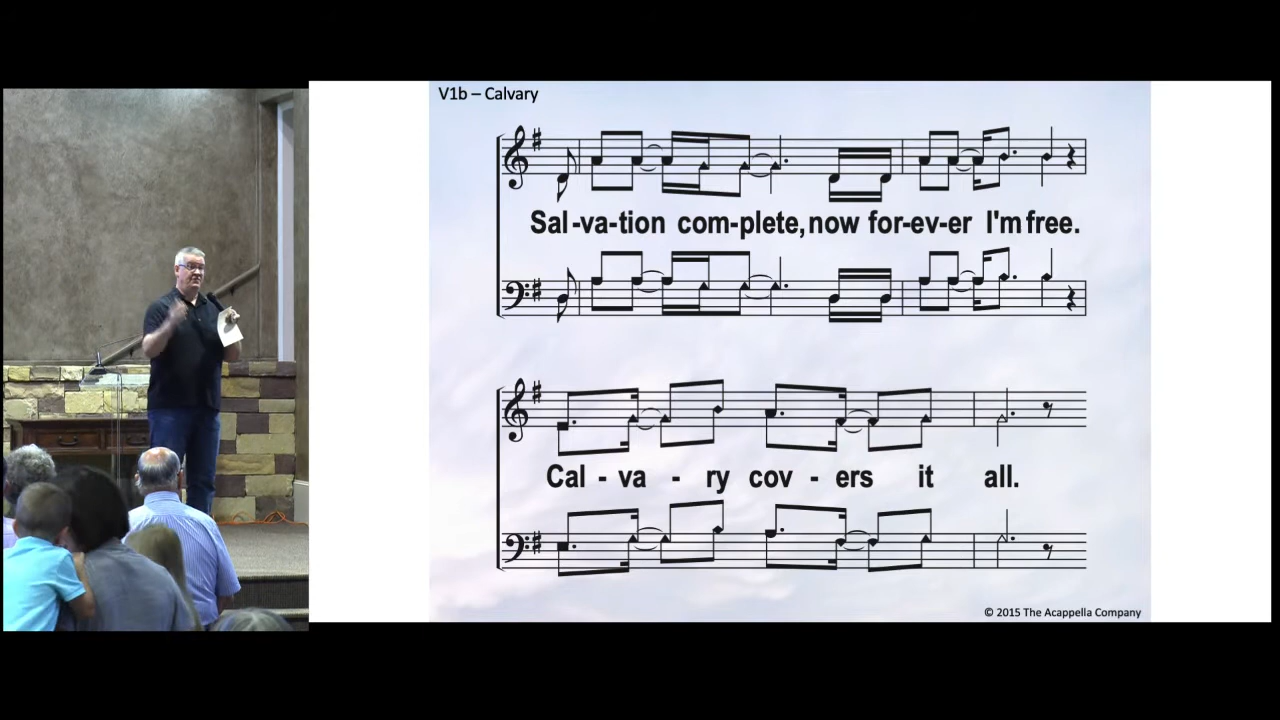 V1b – Calvary
Sal-va-tion com-plete, now for-ev-er I'm free.
Cal - va - ry cov - ers it all.
© 2015 The Acappella Company